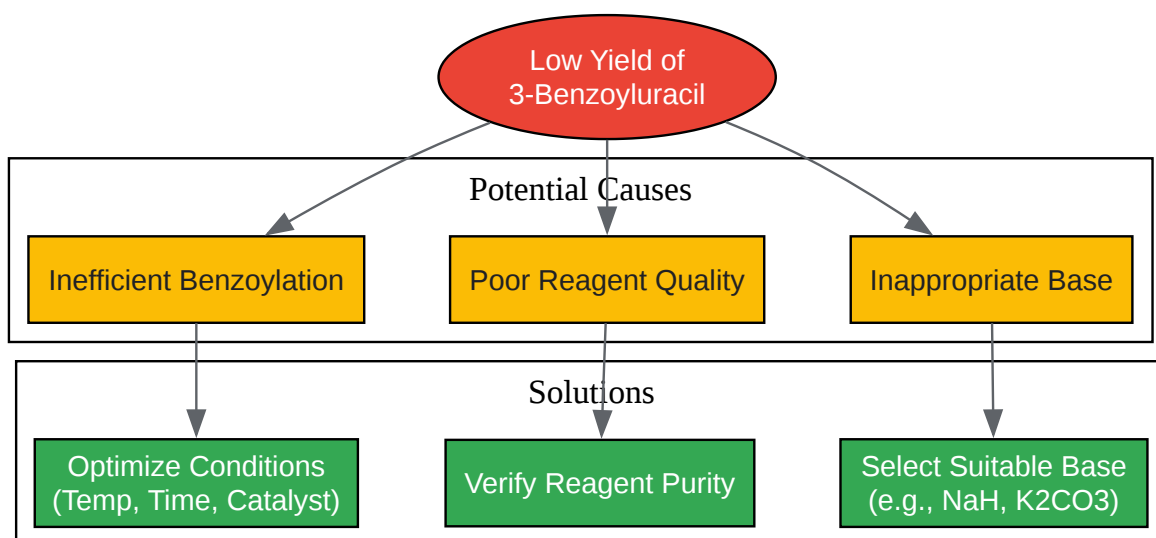 Low Yield of
3-Benzoyluracil
Potential Causes
Inefficient Benzoylation
Poor Reagent Quality
Inappropriate Base
Solutions
Optimize Conditions
(Temp, Time, Catalyst)
Verify Reagent Purity
Select Suitable Base
(e.g., NaH, K2CO3)